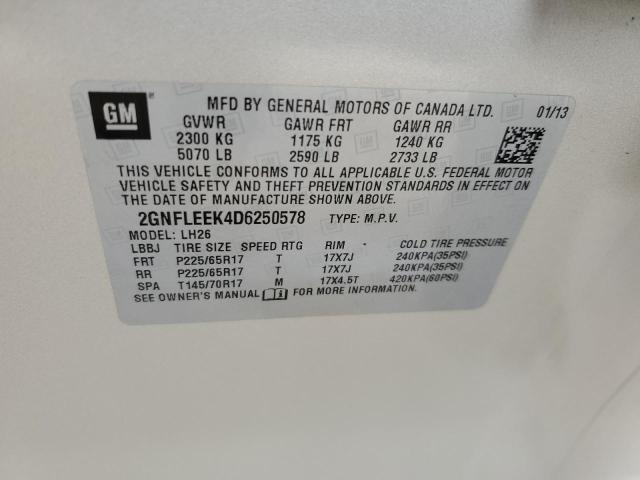 GM
MFD BY GENERAL MOTORS OF CANADA LTD. 01/13
GVWR GAWR FRT GAWR RR
2300 KG 1175 KG 1240 KG
5070 LB 2590 LB 2733 LB
THIS VEHICLE CONFORMS TO ALL APPLICABLE U.S. FEDERAL MOTOR
VEHICLE SAFETY AND THEFT PREVENTION STANDARDS IN EFFECT ON
THE DATE OF MANUFACTURE SHOWN ABOVE.
2GNFLEEK4D6250578 TYPE: M.P.V.
MODEL: LH26
LBBJ TIRE SIZE SPEED RTG RIM COLD TIRE PRESSURE
FRT P225/65R17 T 17X7J 240KPA(35PSI)
RR P225/65R17 T 17X7J 240KPA(35PSI)
SPA T145/70R17 M 17X4.5T 420KPA(60PSI)
SEE OWNER'S MANUAL FOR MORE INFORMATION.